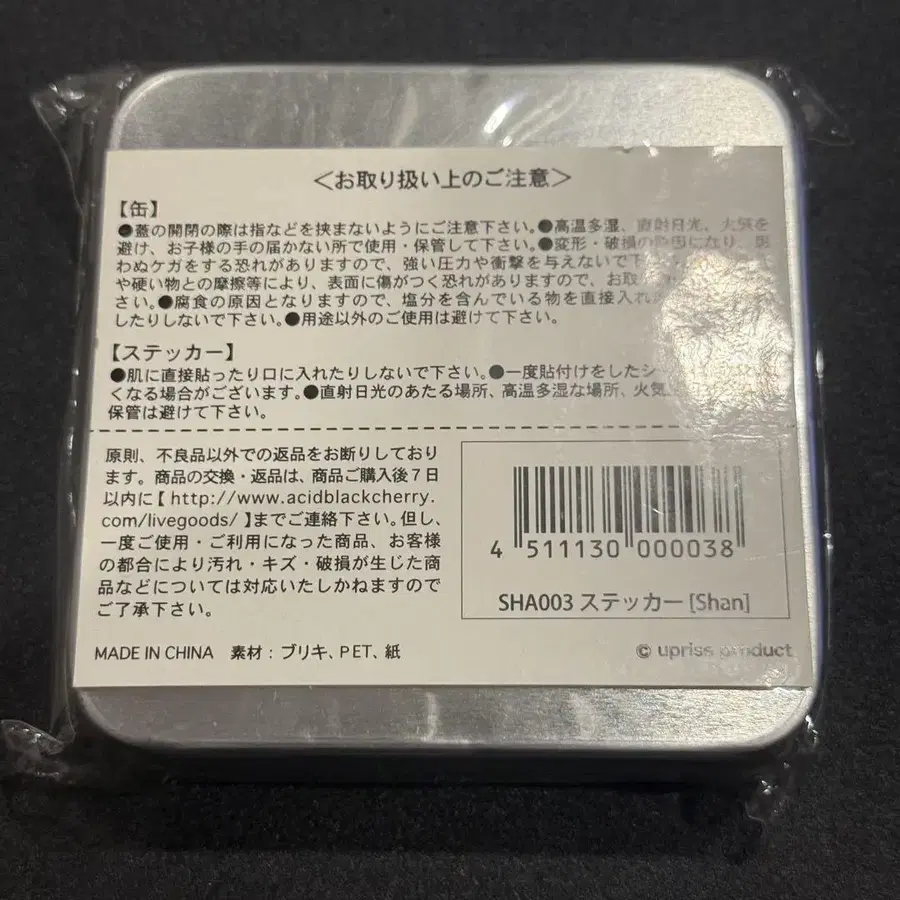 ＜お取り扱い上のご注意＞
【缶】
●蓋の開閉の際は指などを挟まないようにご注意下さい。●高温多湿、直射日光、火気を
避け、お子様の手の届かない所で使用・保管して下さい。●変形・破損の原因になり、思
わぬケガをする恐れがありますので、強い圧力や衝撃を与えないで下
や硬い物との摩擦等により、表面に傷がつく恐れがありますので、お取
さい。●腐食の原因となりますので、塩分を含んでいる物を直接入れ
したりしないで下さい。●用途以外のご使用は避けて下さい。
【ステッカー】
●肌に直接貼ったり口に入れたりしないで下さい。●一度貼付けをしたシー
くなる場合がございます。●直射日光のあたる場所、高温多湿な場所、火気
保管は避けて下さい。
原則、不良品以外での返品をお断りしており
ます。商品の交換・返品は、商品ご購入後7日
以内に【 http://www.acidblackcherry.
com/livegoods/ 】までご連絡下さい。但し、
一度ご使用・ご利用になった商品、お客様
の都合により汚れ・キズ・破損が生じた商
品などについては対応いたしかねますので
ご了承下さい。
4 511130 000038
SHA003 ステッカー [Shan]
MADE IN CHINA 素材：ブリキ、PET、紙
© upriss product